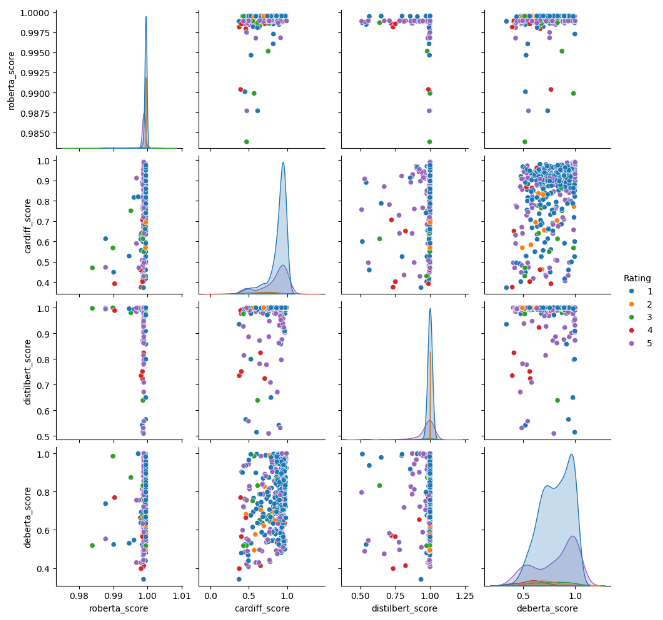 1.0000
0.9975
0.9950
0.9925
0.9900
0.9875
0.9850
roberta_score
1.0
0.9
0.8
0.7
0.6
0.5
0.4
cardiff_score
Rating
1
2
3
4
5
1.0
0.9
0.8
0.7
0.6
0.5
distilbert_score
1.0
0.8
0.6
0.4
deberta_score
0.98 0.99 1.00 1.01
0.0 0.5 1.0
0.50 0.75 1.00 1.25
0.5 1.0
roberta_score
cardiff_score
distilbert_score
deberta_score